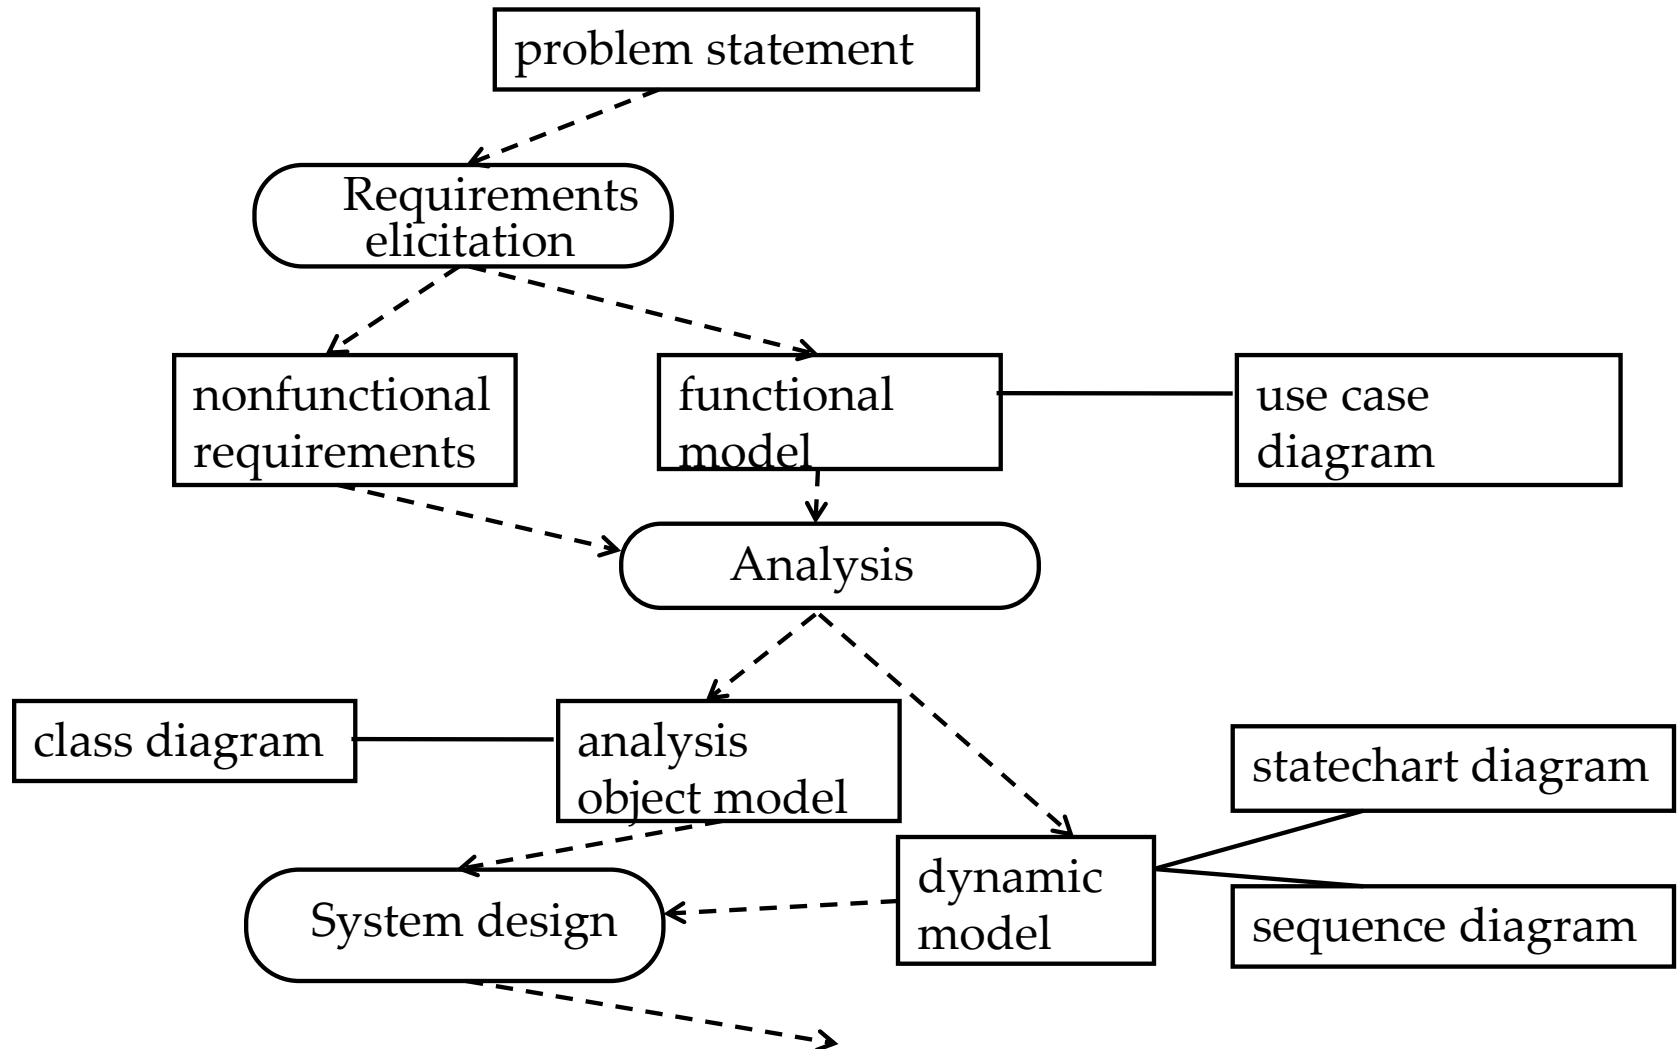 problem statement
Requirements
elicitation
nonfunctional
requirements
functional
model
use case
diagram
Analysis
class diagram
analysis
object model
statechart diagram
dynamic
model
System design
sequence diagram